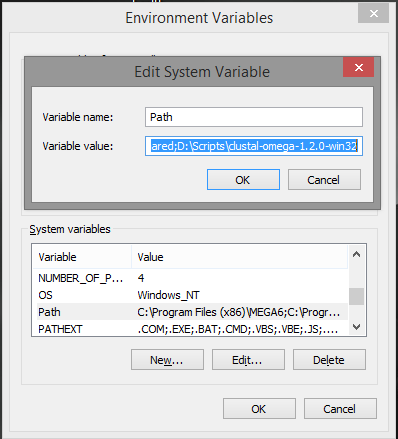 Environment Variables
Edit System Variable
Variable name: Path
Variable value: ared;D:\Scripts\clustal-omega-1.2.0-win32
OK Cancel
System variables
Variable Value
NUMBER_OF_P... 4
OS Windows_NT
Path C:\Program Files (x86)\MEGA6;C:\Progr...
PATHEXT .COM;.EXE;.BAT;.CMD;.VBS;.VBE;.JS;....
New... Edit... Delete
OK Cancel